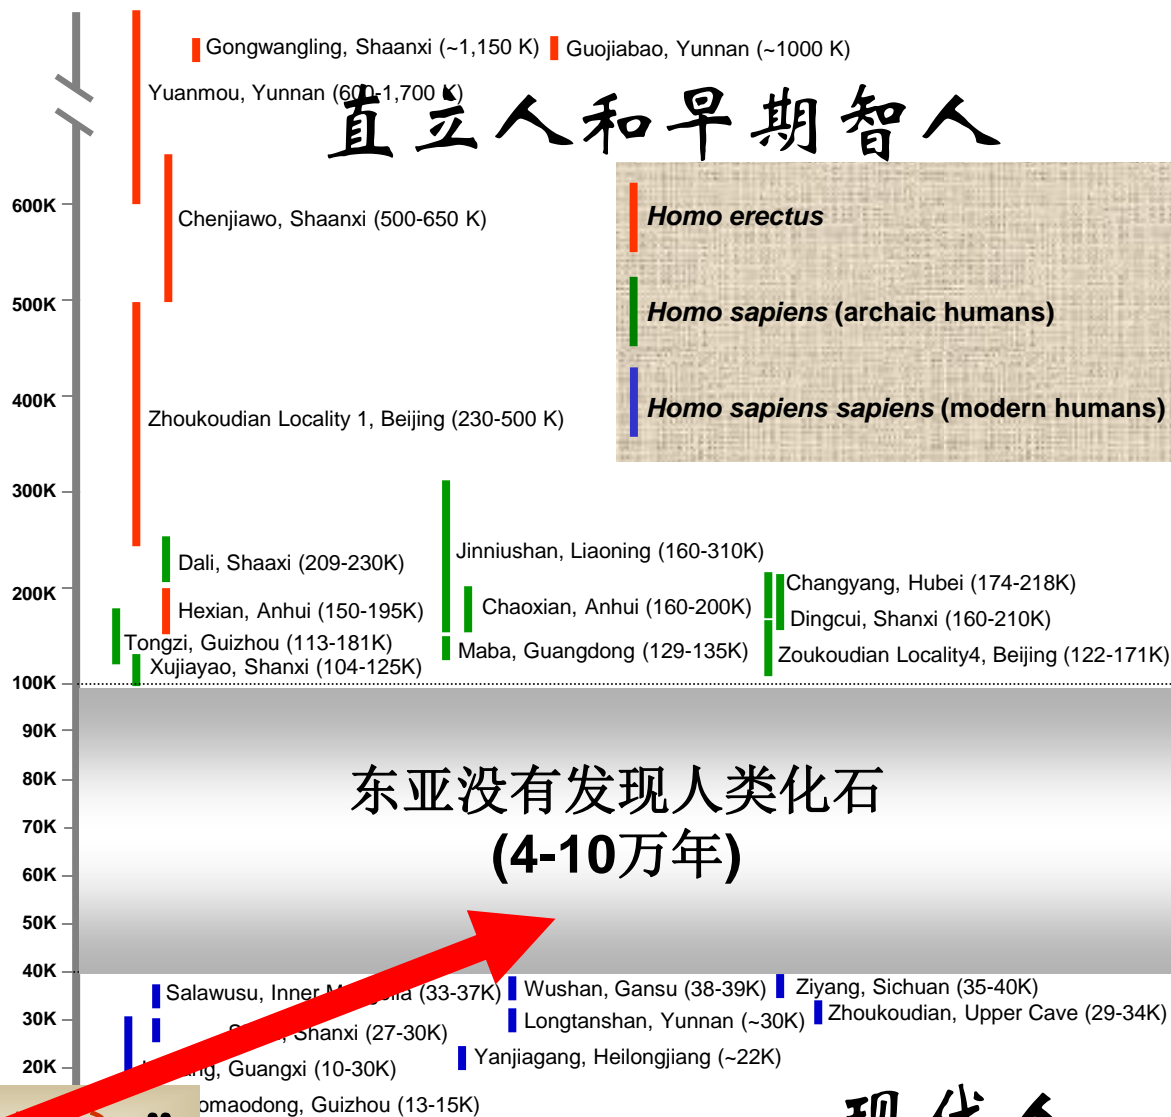 Gongwangling, Shaanxi (~1,150 K)
Guojiabao, Yunnan (~1000 K)
Yuanmou, Yunnan (600-1,700 K)
直立人和早期智人
600K
Chenjiawo, Shaanxi (500-650 K)
Homo erectus
500K
Homo sapiens (archaic humans)
400K
Zhoukoudian Locality 1, Beijing (230-500 K)
Homo sapiens sapiens (modern humans)
300K
Dali, Shaaxi (209-230K)
Jinniushan, Liaoning (160-310K)
Changyang, Hubei (174-218K)
200K
Hexian, Anhui (150-195K)
Chaoxian, Anhui (160-200K)
Dingcui, Shanxi (160-210K)
Tongzi, Guizhou (113-181K)
Maba, Guangdong (129-135K)
Zoukoudian Locality4, Beijing (122-171K)
Xujiayao, Shanxi (104-125K)
100K
90K
80K
东亚没有发现人类化石
70K
(4-10万年)
60K
50K
40K
Salawusu, Inner (33-37K)
Wushan, Gansu (38-39K)
Ziyang, Sichuan (35-40K)
30K
Shanxi (27-30K)
Longtanshan, Yunnan (~30K)
Zhoukoudian, Upper Cave (29-34K)
Yanjiagang, Heilongjiang (~22K)
20K
Guangxi (10-30K)
Guizhou (13-15K)
现代人